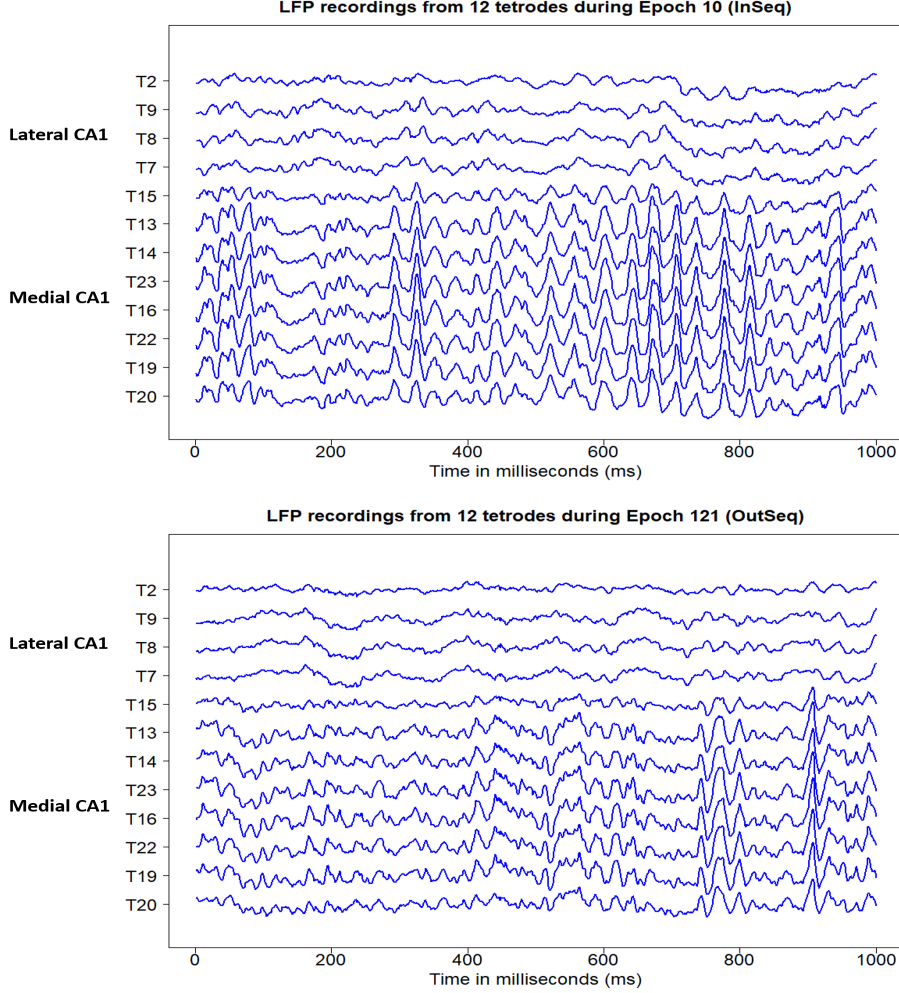 LFP recordings from 12 tetrodes during Epoch 10 (InSeq)
T2
T9
Lateral CA1
T8
T7
T15
T13
T14
T23
Medial CA1
T16
T22
T19
T20
0 200 400 600 800 1000
Time in milliseconds (ms)
LFP recordings from 12 tetrodes during Epoch 121 (OutSeq)
T2
T9
Lateral CA1
T8
T7
T15
T13
T14
T23
Medial CA1
T16
T22
T19
T20
0 200 400 600 800 1000
Time in milliseconds (ms)